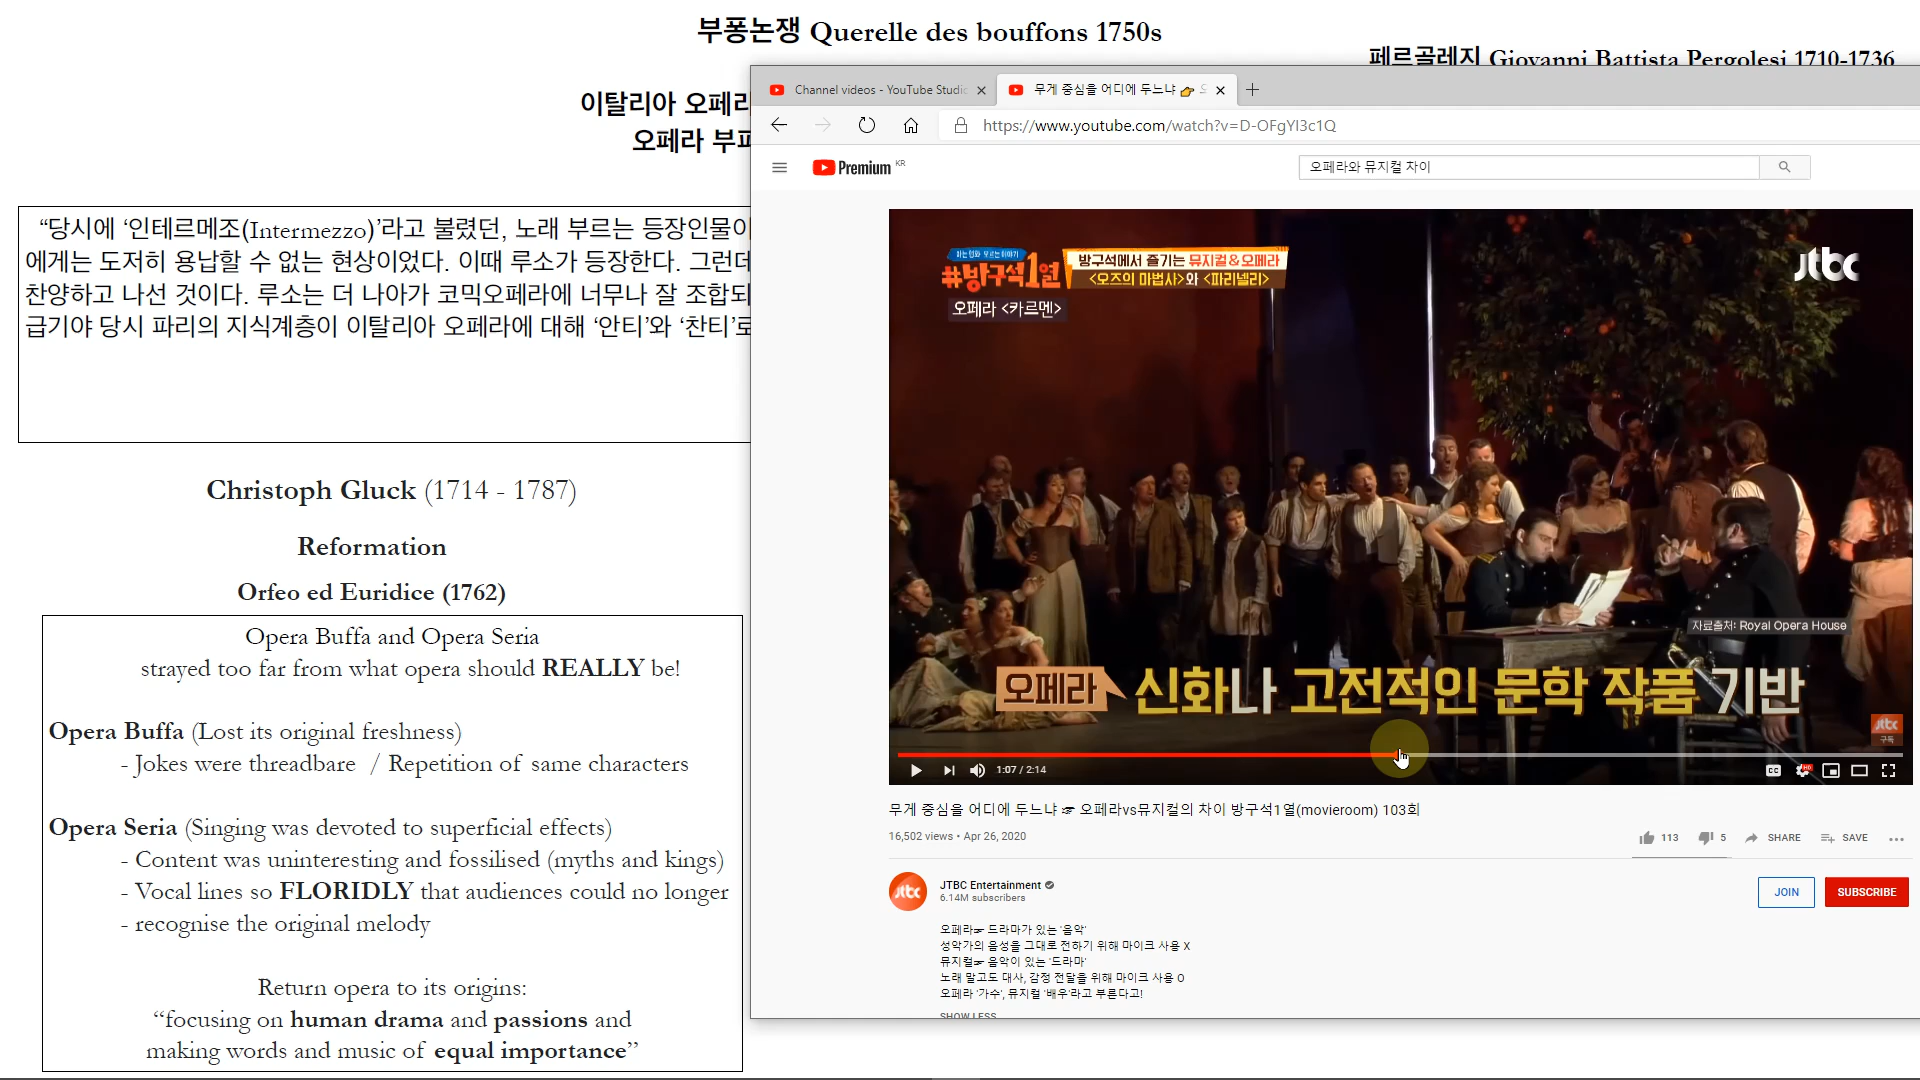 부퐁논쟁 Querelle des bouffons 1750s
페르골레지 Giovanni Battista Pergolesi 1710-1736
이탈리아 오페라
오페라 부파
“당시에 ‘인테르메조(Intermezzo)’라고 불렸던, 노래 부르는 등장인물이
에게는 도저히 용납할 수 없는 현상이었다. 이때 루소가 등장한다. 그런데
찬양하고 나선 것이다. 루소는 더 나아가 코믹오페라에 너무나 잘 조합되
급기야 당시 파리의 지식계층이 이탈리아 오페라에 대해 ‘안티’와 ‘찬티’로
Christoph Gluck (1714 - 1787)
Reformation
Orfeo ed Euridice (1762)
Opera Buffa and Opera Seria
strayed too far from what opera should REALLY be!
Opera Buffa (Lost its original freshness)
- Jokes were threadbare / Repetition of same characters
Opera Seria (Singing was devoted to superficial effects)
- Content was uninteresting and fossilised (myths and kings)
- Vocal lines so FLORIDLY that audiences could no longer
- recognise the original melody
Return opera to its origins:
“focusing on human drama and passions and
making words and music of equal importance”
Channel videos - YouTube Studio
무게 중심을 어디에 두느냐 👉
https://www.youtube.com/watch?v=D-OFgYI3c1Q
Premium KR
오페라와 뮤지컬 차이
아는 영화 모르는 이야기
#방구석1열
방구석에서 즐기는 뮤지컬&오페라
<오즈의 마법사>와 <파리넬리>
오페라 <카르멘>
jtbc
자료출처: Royal Opera House
오페라 신화나 고전적인 문학 작품 기반
jtbc
구독
1:07 / 2:14
CC
HD
무게 중심을 어디에 두느냐 ☞ 오페라vs뮤지컬의 차이 방구석1열(movieroom) 103회
16,502 views • Apr 26, 2020
113
5
SHARE
SAVE
jtbc
JTBC Entertainment
6.14M subscribers
JOIN
SUBSCRIBE
오페라☞ 드라마가 있는 '음악'
성악가의 음성을 그대로 전하기 위해 마이크 사용 X
뮤지컬☞ 음악이 있는 '드라마'
노래 말고도 대사, 감정 전달을 위해 마이크 사용 O
오페라 '가수', 뮤지컬 '배우'라고 부른다고!
SHOW LESS